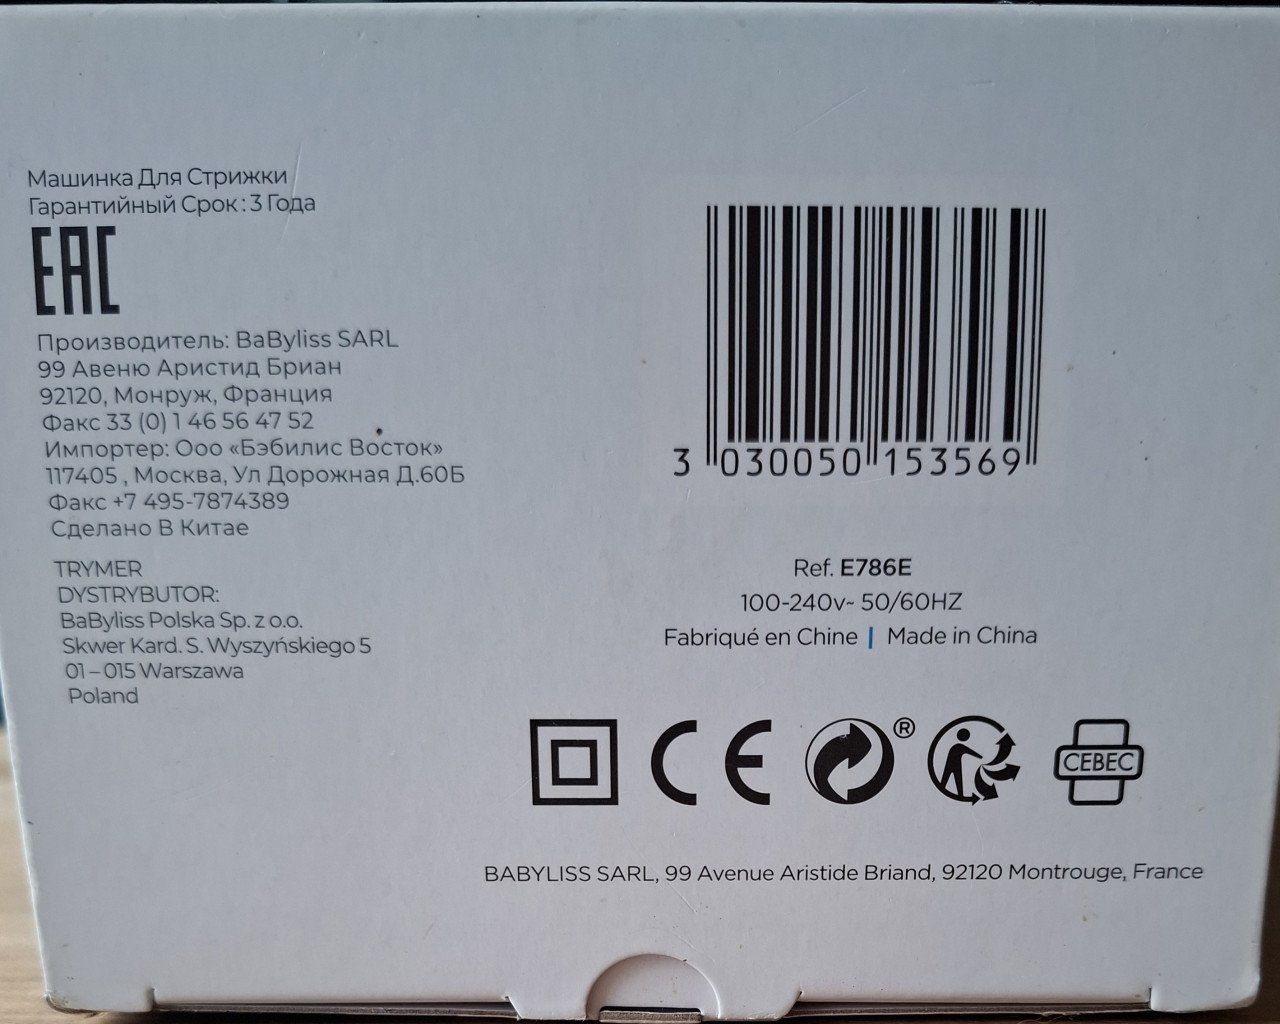 Машинка Для Стрижки
Гарантийный Срок : 3 Года
EAC
Производитель: BaByliss SARL
99 Авеню Аристид Бриан
92120, Монруж, Франция
Факс 33 (0) 1 46 56 47 52
Импортер: Ооо «Бэбилис Восток»
117405 , Москва, Ул Дорожная Д.60Б
Факс +7 495-7874389
Сделано В Китае
TRYMER
DYSTRYBUTOR:
BaByliss Polska Sp. z o.o.
Skwer Kard. S. Wyszyńskiego 5
01 – 015 Warszawa
Poland
3 030050 153569
Ref. E786E
100-240v~ 50/60HZ
Fabriqué en Chine | Made in China
CE ® CEBEC
BABYLISS SARL, 99 Avenue Aristide Briand, 92120 Montrouge, France